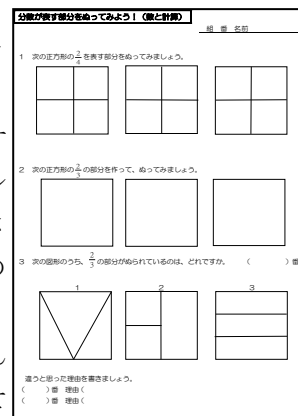 分数が表す部分をぬってみよう！（数と計算）
組 番 名前
1 次の正方形の2/4を表す部分をぬってみましょう。
2 次の正方形の2/3の部分を作って、ぬってみましょう。
3 次の図形のうち、2/3の部分がぬられているのは、どれですか。 （ ）番
1 2 3
違うと思った理由を書きましょう。
（ ）番 理由（
（ ）番 理由（